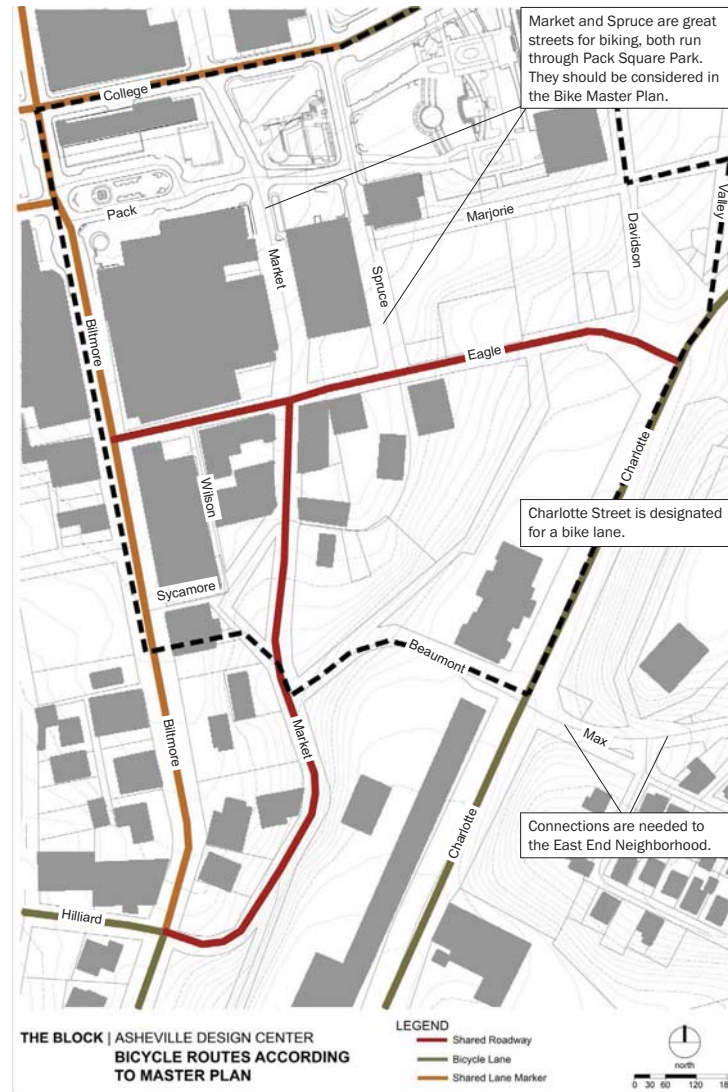 Market and Spruce are great
streets for biking, both run
through Pack Square Park.
They should be considered in
the Bike Master Plan.
College
Valley
Pack
Marjorie
Davidson
Market
Spruce
Biltmore
Eagle
Charlotte
Wilson
Charlotte Street is designated
for a bike lane.
Sycamore
Beaumont
Biltmore
Market
Max
Charlotte
Connections are needed to
the East End Neighborhood.
Hilliard
THE BLOCK | ASHEVILLE DESIGN CENTER
BICYCLE ROUTES ACCORDING
TO MASTER PLAN
LEGEND
Shared Roadway
Bicycle Lane
Shared Lane Marker
north
0 30 60 120